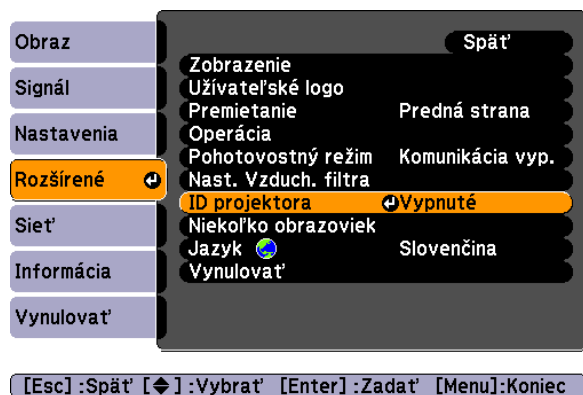 Obraz
Signál
Nastavenia
Rozšírené
Sieť
Informácia
Vynulovať
Späť
Zobrazenie
Užívateľské logo
Premietanie Predná strana
Operácia
Pohotovostný režim Komunikácia vyp.
Nast. Vzduch. filtra
ID projektora Vypnuté
Niekoľko obrazoviek
Jazyk Slovenčina
Vynulovať
[Esc] :Späť [◆] :Vybrať [Enter] :Zadať [Menu]:Koniec